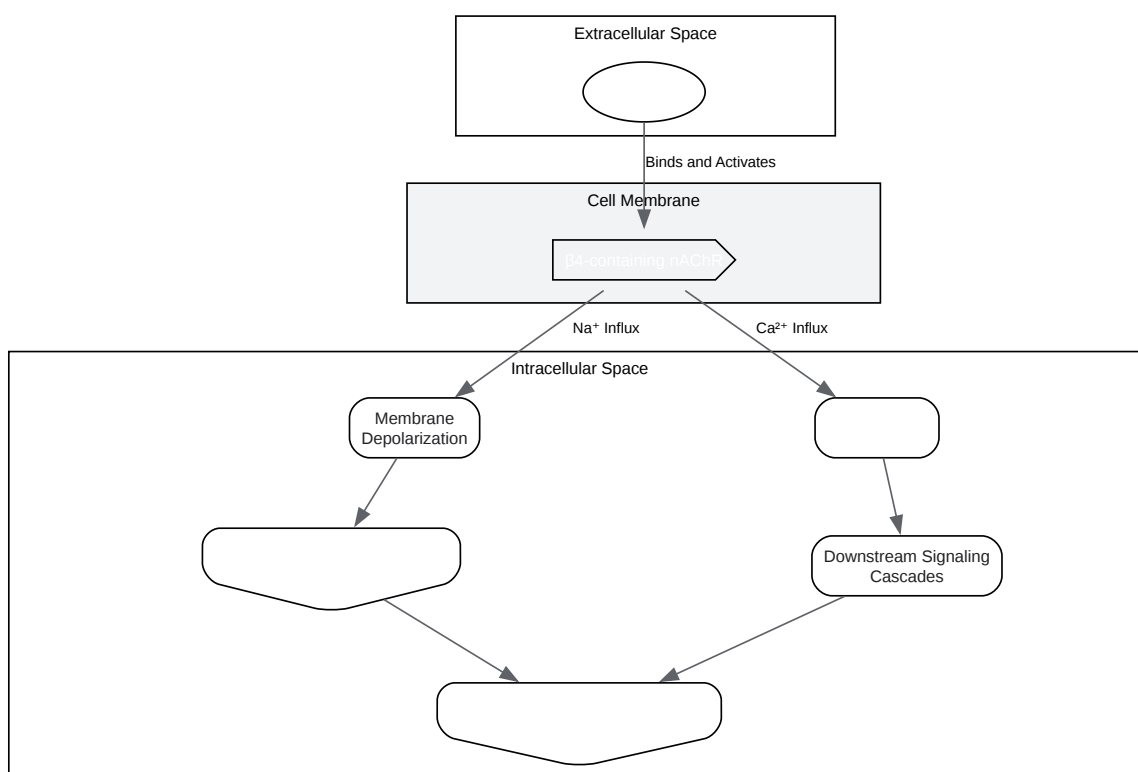 Extracellular Space
Binds and Activates
Cell Membrane
β4-containing nAChR
Na⁺ Influx
Ca²⁺ Influx
Intracellular Space
Membrane
Depolarization
Downstream Signaling
Cascades